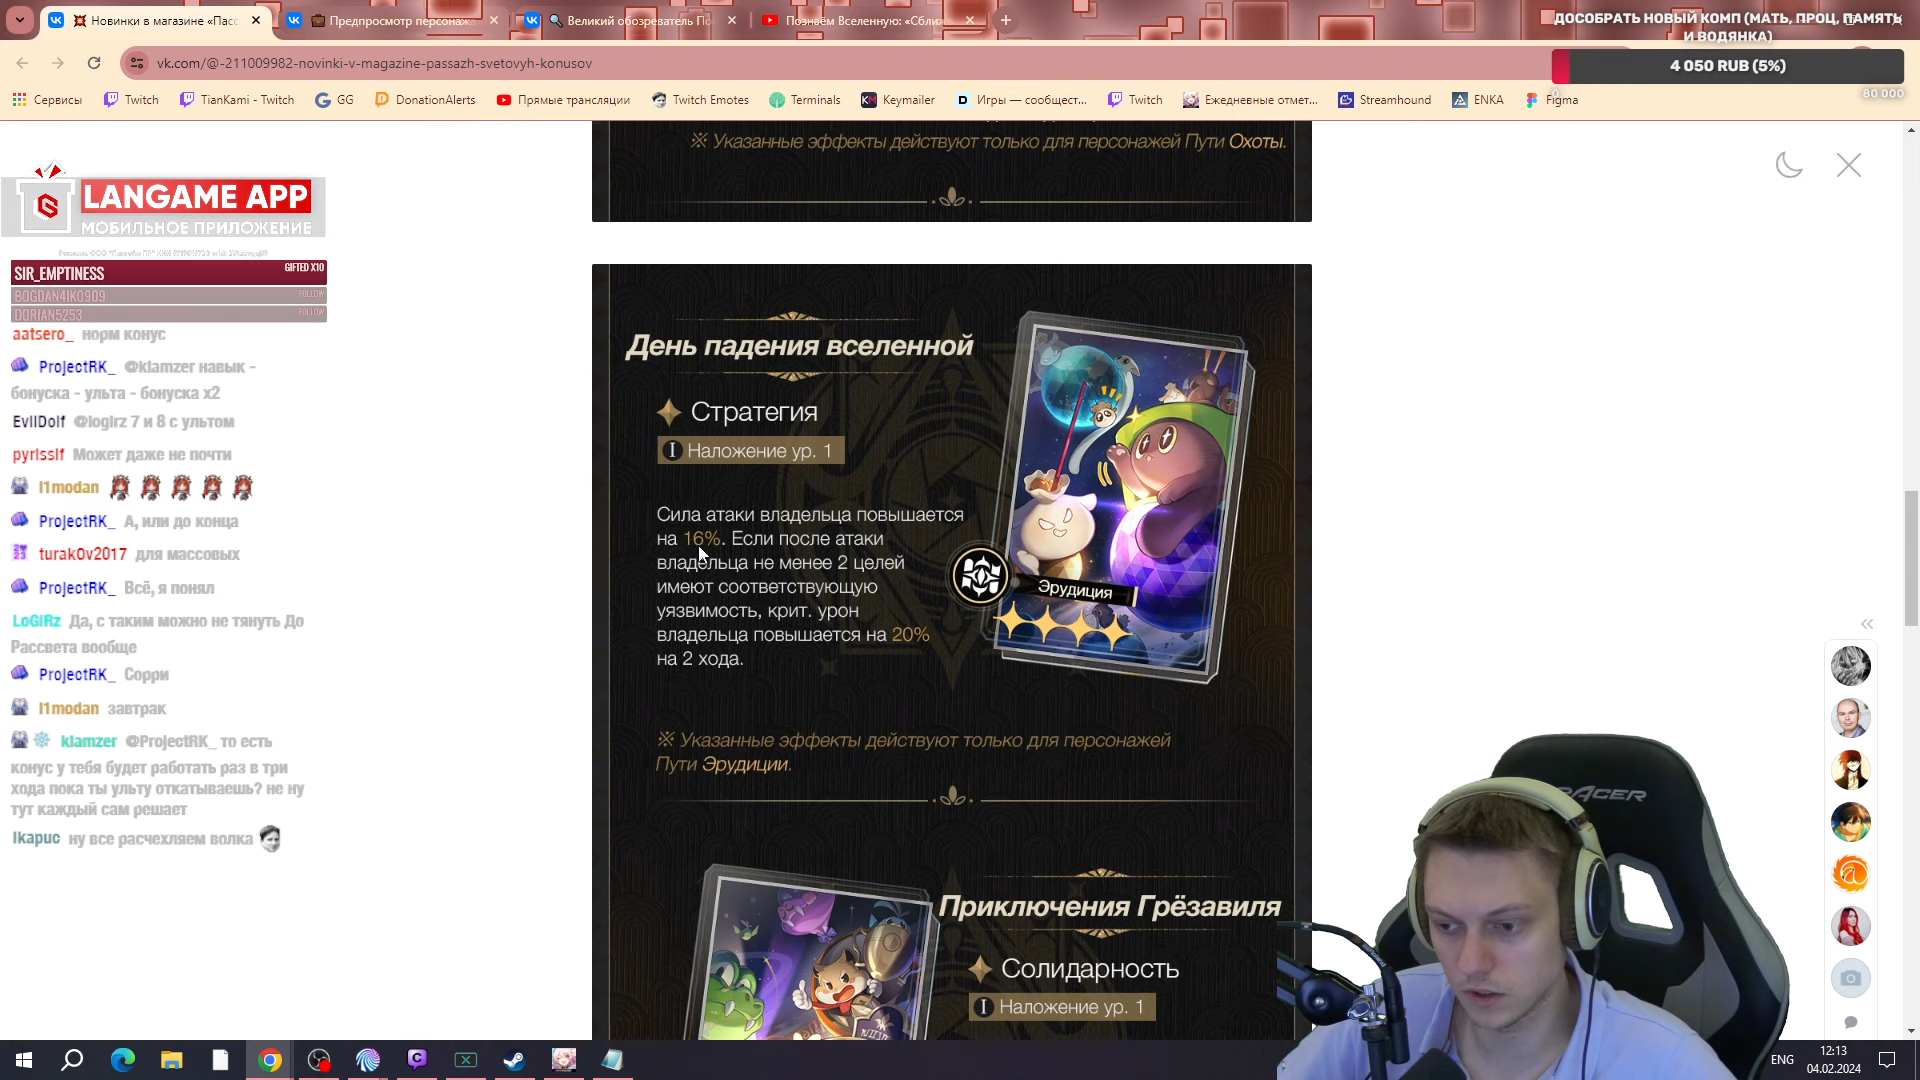 Новинки в магазине «Пасс
Предпросмотр персонажа
Великий обозреватель По
Познаём Вселенную: «Сближ
ДОСОБРАТЬ НОВЫЙ КОМП (МАТЬ, ПРОЦ, ПАМЯТЬ
И ВОДЯНКА)
vk.com/@-211009982-novinki-v-magazine-passazh-svetovyh-konusov
4 050 RUB (5%)
0
80 000
Сервисы
Twitch
TianKami - Twitch
GG
DonationAlerts
Прямые трансляции
Twitch Emotes
Terminals
Keymailer
Игры — сообщест...
Twitch
Ежедневные отмет...
Streamhound
ENKA
Figma
※ Указанные эффекты действуют только для персонажей Пути Охоты.
LANGAME APP
МОБИЛЬНОЕ ПРИЛОЖЕНИЕ
SIR_EMPTINESS
GIFTED X10
BOGDAN4IK0909
FOLLOW
DORIAN5253
FOLLOW
aatsero_ норм конус
ProjectRK_ @klamzer навык -
бонуска - ульта - бонуска x2
EvilDolf @logirz 7 и 8 с ультом
pyrissif Может даже не почти
l1modan
ProjectRK_ А, или до конца
turak0v2017 для массовых
ProjectRK_ Всё, я понял
LoGiRz Да, с таким можно не тянуть До
Рассвета вообще
ProjectRK_ Сорри
l1modan завтрак
klamzer @ProjectRK_ то есть
конус у тебя будет работать раз в три
хода пока ты ульту откатываешь? не ну
тут каждый сам решает
Ikapuc ну все расчехляем волка
День падения вселенной
Стратегия
I Наложение ур. 1
Сила атаки владельца повышается
на 16%. Если после атаки
владельца не менее 2 целей
имеют соответствующую
уязвимость, крит. урон
владельца повышается на 20%
на 2 хода.
Эрудиция
※ Указанные эффекты действуют только для персонажей
Пути Эрудиции.
Приключения Грёзавиля
Солидарность
I Наложение ур. 1
ENG
12:13
04.02.2024